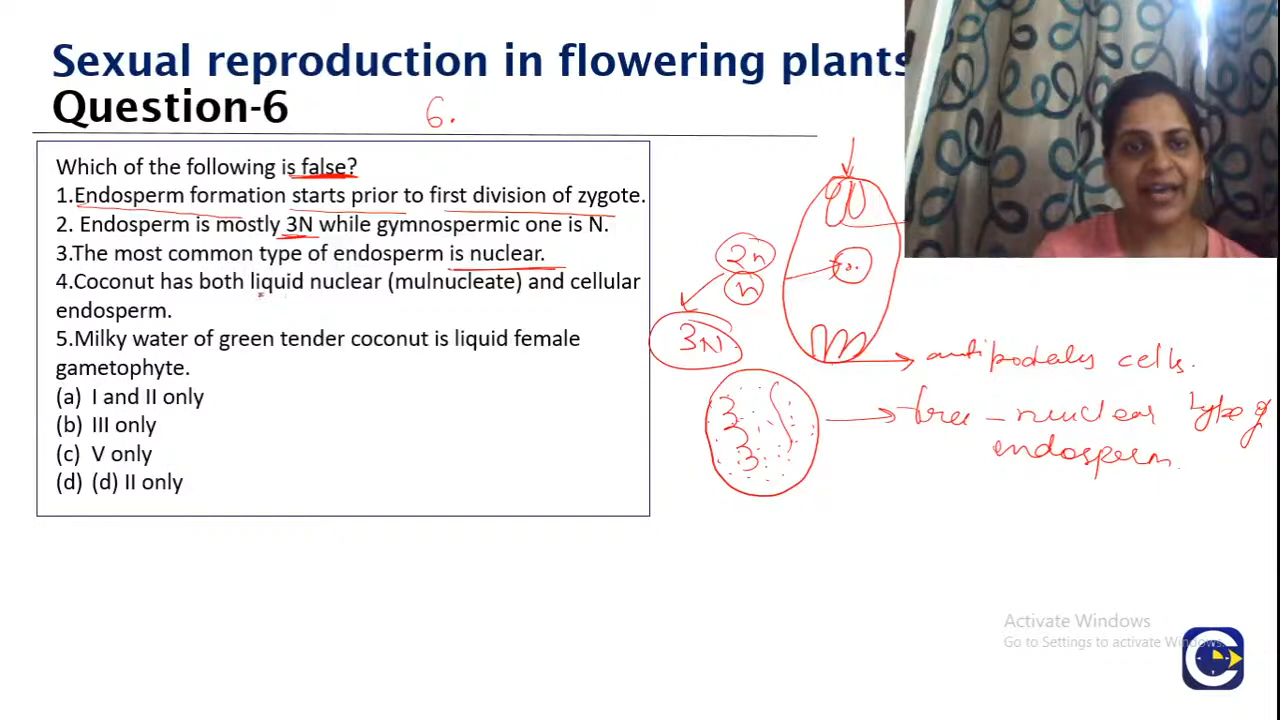 Sexual reproduction in flowering plants
Question-6
6.
Which of the following is false?
1.Endosperm formation starts prior to first division of zygote.
2. Endosperm is mostly 3N while gymnospermic one is N.
3.The most common type of endosperm is nuclear.
4.Coconut has both liquid nuclear (mulnucleate) and cellular
endosperm.
5.Milky water of green tender coconut is liquid female
gametophyte.
(a) I and II only
(b) III only
(c) V only
(d) (d) II only
2n
n
3N
antipodals cells.
free - nuclear type of
endosperm.
Activate Windows
Go to Settings to activate Windows.